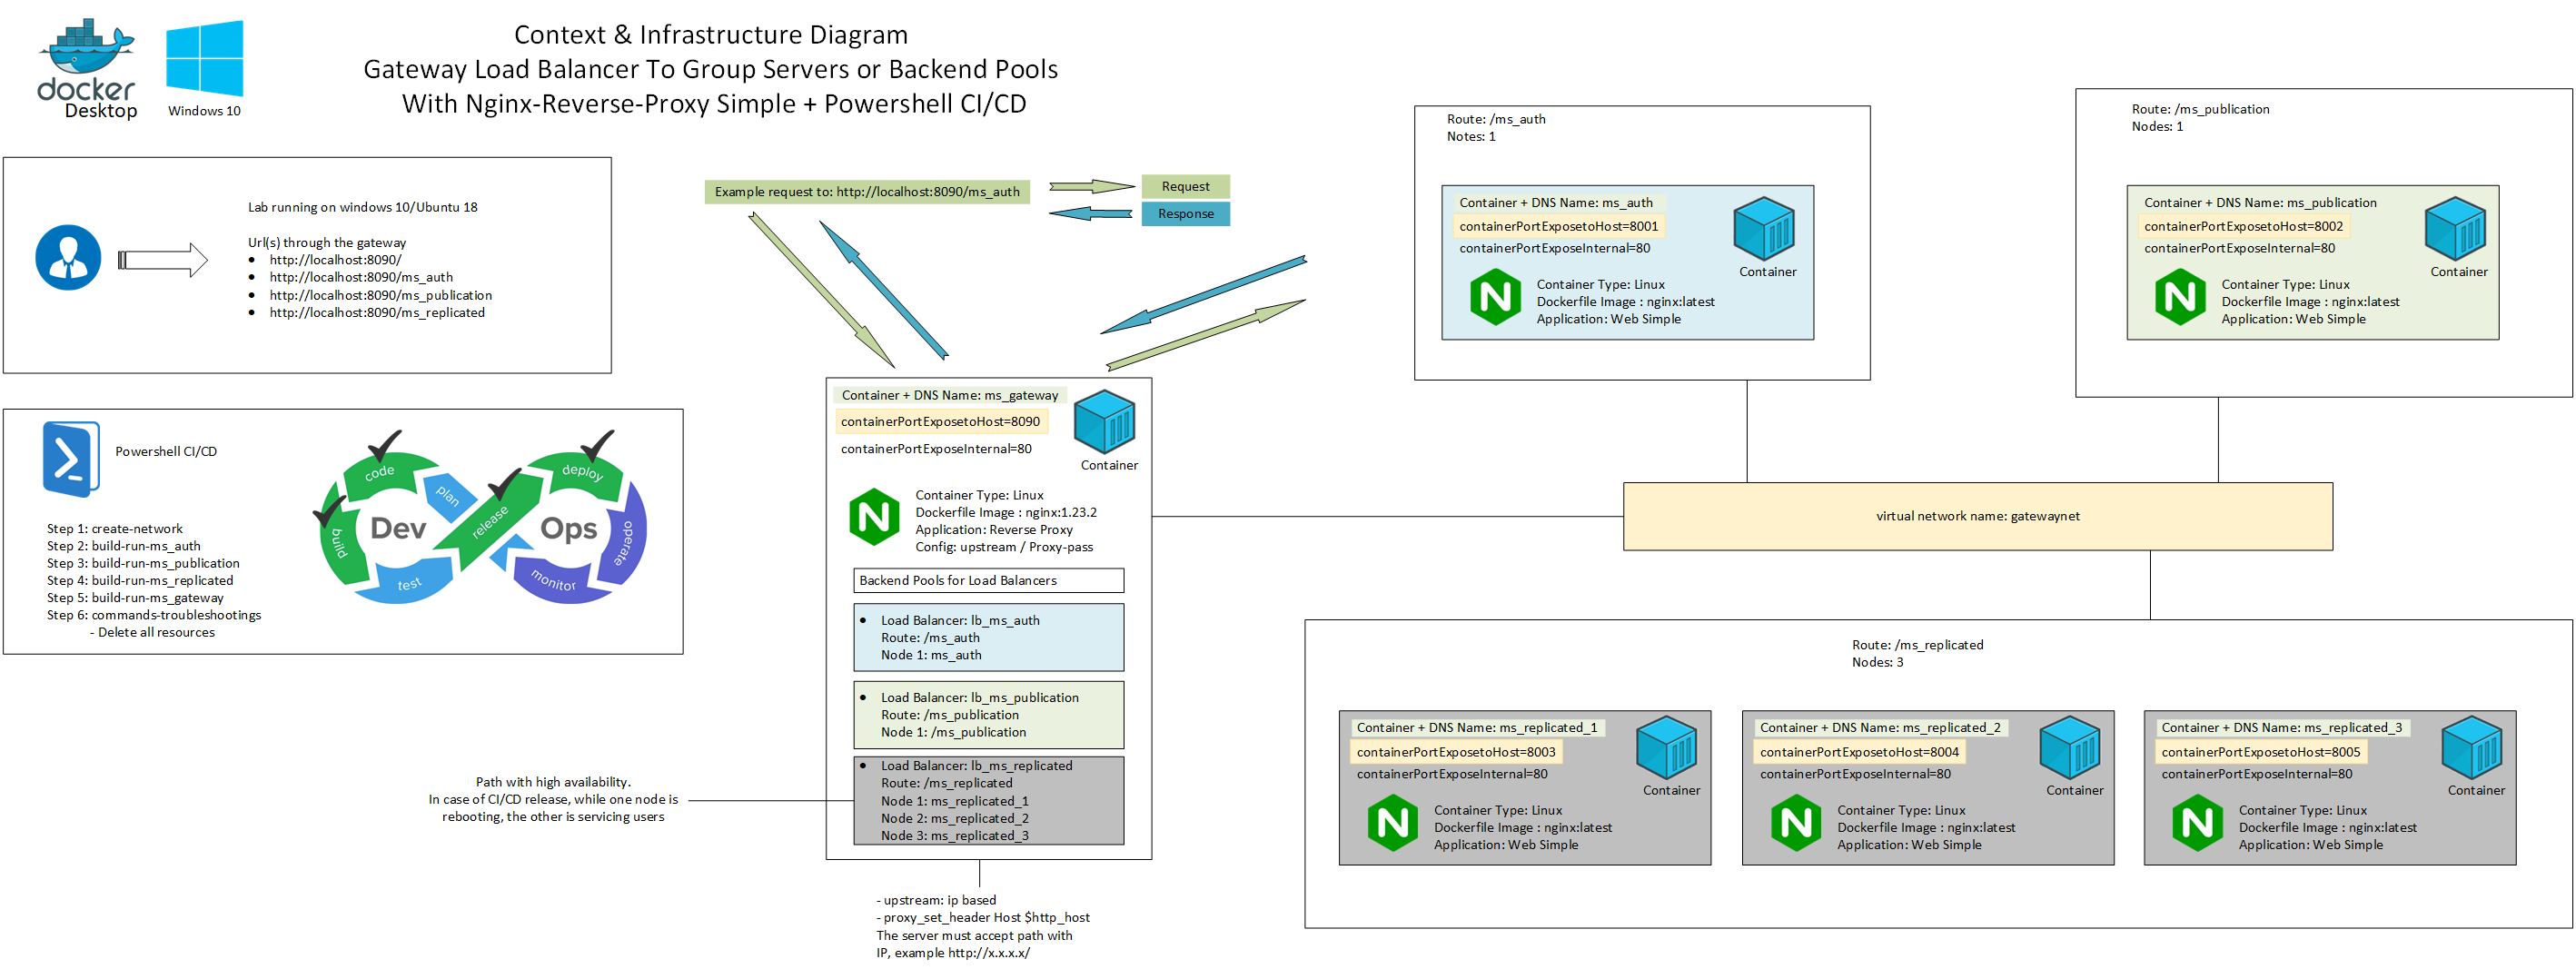 docker
Desktop
Windows 10
Context & Infrastructure Diagram
Gateway Load Balancer To Group Servers or Backend Pools
With Nginx-Reverse-Proxy Simple + Powershell CI/CD
Lab running on windows 10/Ubuntu 18
Url(s) through the gateway
• http://localhost:8090/
• http://localhost:8090/ms_auth
• http://localhost:8090/ms_publication
• http://localhost:8090/ms_replicated
Powershell CI/CD
Step 1: create-network
Step 2: build-run-ms_auth
Step 3: build-run-ms_publication
Step 4: build-run-ms_replicated
Step 5: build-run-ms_gateway
Step 6: commands-troubleshootings
- Delete all resources
code
plan
build
test
Dev
release
deploy
operate
monitor
Ops
Example request to: http://localhost:8090/ms_auth
Request
Response
Container + DNS Name: ms_gateway
containerPortExposetoHost=8090
containerPortExposeInternal=80
Container
N
Container Type: Linux
Dockerfile Image : nginx:1.23.2
Application: Reverse Proxy
Config: upstream / Proxy-pass
Backend Pools for Load Balancers
• Load Balancer: lb_ms_auth
Route: /ms_auth
Node 1: ms_auth
• Load Balancer: lb_ms_publication
Route: /ms_publication
Node 1: /ms_publication
• Load Balancer: lb_ms_replicated
Route: /ms_replicated
Node 1: ms_replicated_1
Node 2: ms_replicated_2
Node 3: ms_replicated_3
Path with high availability.
In case of CI/CD release, while one node is
rebooting, the other is servicing users
- upstream: ip based
- proxy_set_header Host $http_host
The server must accept path with
IP, example http://x.x.x.x/
Route: /ms_auth
Notes: 1
Container + DNS Name: ms_auth
containerPortExposetoHost=8001
containerPortExposeInternal=80
Container
N
Container Type: Linux
Dockerfile Image : nginx:latest
Application: Web Simple
Route: /ms_publication
Nodes: 1
Container + DNS Name: ms_publication
containerPortExposetoHost=8002
containerPortExposeInternal=80
Container
N
Container Type: Linux
Dockerfile Image : nginx:latest
Application: Web Simple
virtual network name: gatewaynet
Route: /ms_replicated
Nodes: 3
Container + DNS Name: ms_replicated_1
containerPortExposetoHost=8003
containerPortExposeInternal=80
Container
N
Container Type: Linux
Dockerfile Image : nginx:latest
Application: Web Simple
Container + DNS Name: ms_replicated_2
containerPortExposetoHost=8004
containerPortExposeInternal=80
Container
N
Container Type: Linux
Dockerfile Image : nginx:latest
Application: Web Simple
Container + DNS Name: ms_replicated_3
containerPortExposetoHost=8005
containerPortExposeInternal=80
Container
N
Container Type: Linux
Dockerfile Image : nginx:latest
Application: Web Simple